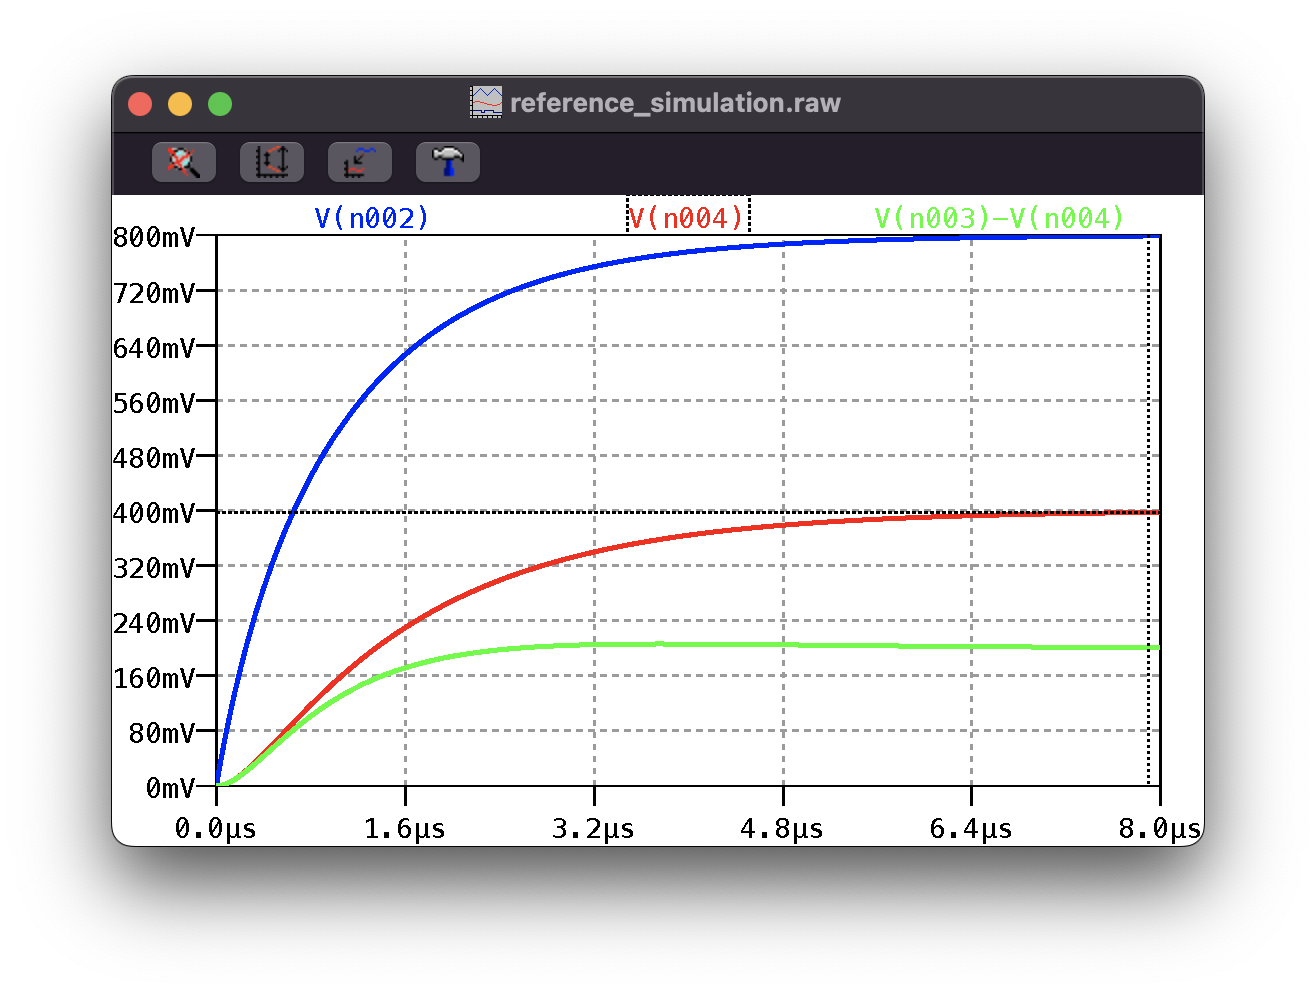 reference_simulation.raw
V(n002) V(n004) V(n003)-V(n004)
800mV
720mV
640mV
560mV
480mV
400mV
320mV
240mV
160mV
80mV
0mV
0.0µs 1.6µs 3.2µs 4.8µs 6.4µs 8.0µs